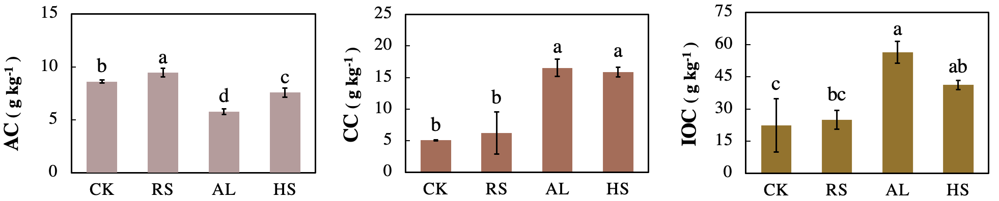 AC ( g kg-1 )
15
10
5
0
b
a
d
c
CK RS AL HS
CC ( g kg-1 )
25
20
15
10
5
0
b
b
a
a
CK RS AL HS
IOC ( g kg-1 )
75
60
45
30
15
0
c
bc
a
ab
CK RS AL HS